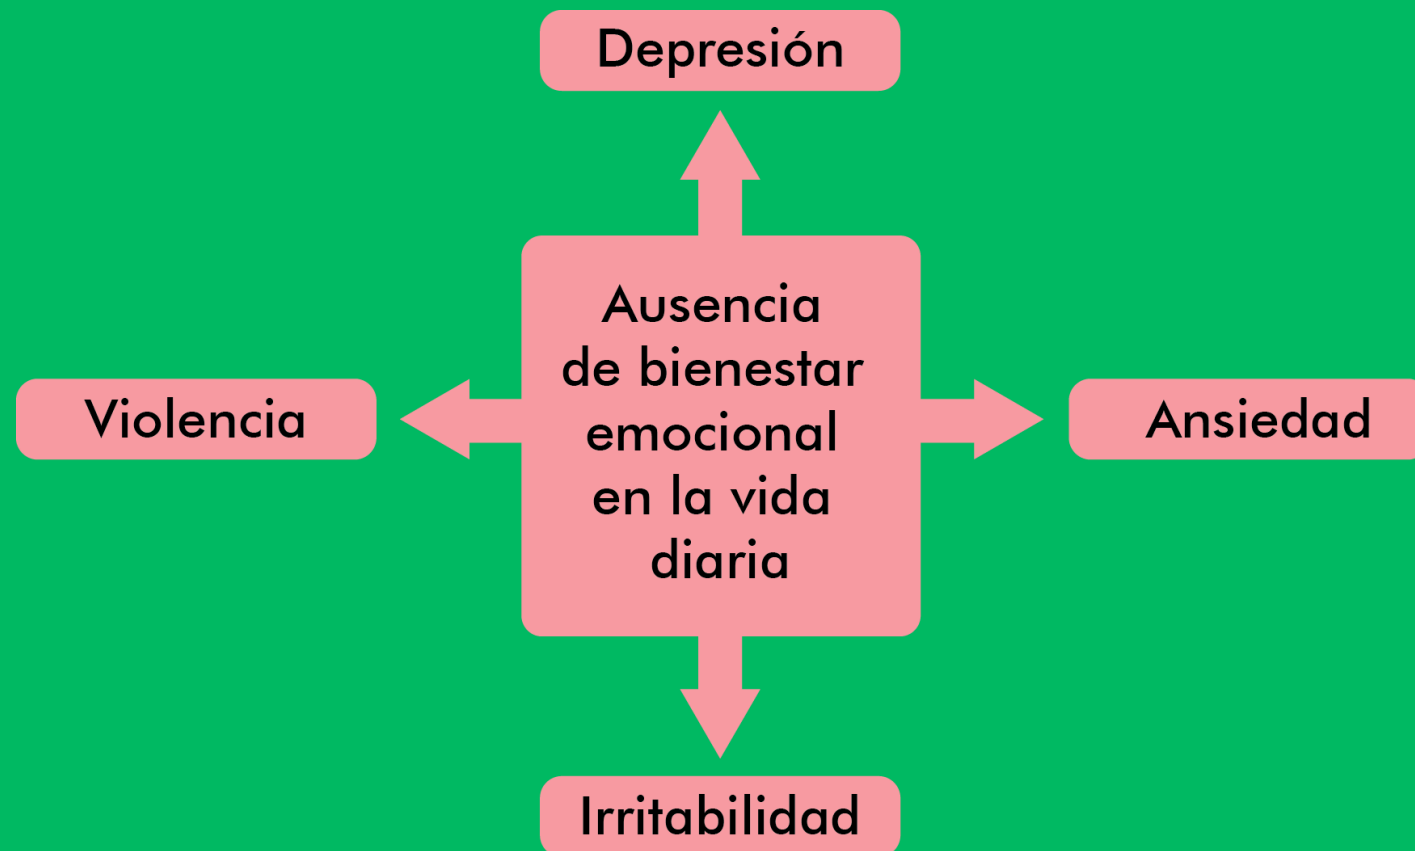 Depresión
Ausencia
de bienestar
emocional
en la vida
diaria
Violencia
Ansiedad
Irritabilidad